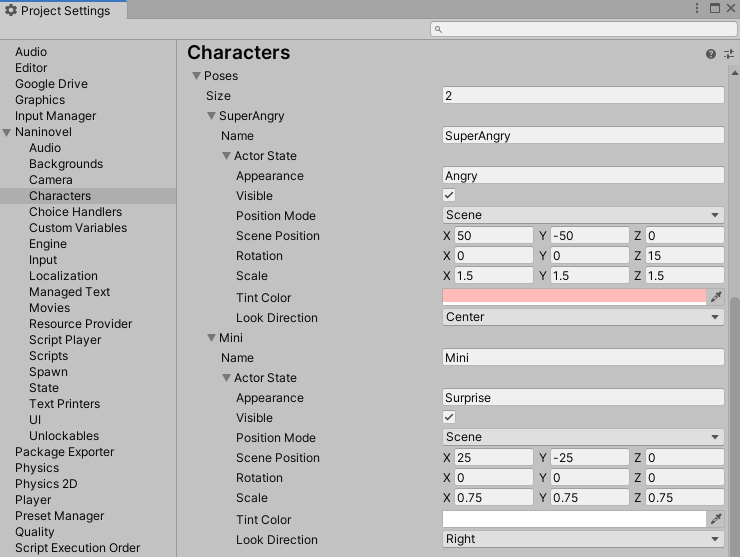 Project Settings
Audio
Editor
Google Drive
Graphics
Input Manager
Naninovel
Audio
Backgrounds
Camera
Characters
Choice Handlers
Custom Variables
Engine
Input
Localization
Managed Text
Movies
Resource Provider
Script Player
Scripts
Spawn
State
Text Printers
UI
Unlockables
Package Exporter
Physics
Physics 2D
Player
Preset Manager
Quality
Script Execution Order
Characters
Poses
Size 2
SuperAngry
Name SuperAngry
Actor State
Appearance Angry
Visible
Position Mode Scene
Scene Position X 50 Y -50 Z 0
Rotation X 0 Y 0 Z 15
Scale X 1.5 Y 1.5 Z 1.5
Tint Color
Look Direction Center
Mini
Name Mini
Actor State
Appearance Surprise
Visible
Position Mode Scene
Scene Position X 25 Y -25 Z 0
Rotation X 0 Y 0 Z 0
Scale X 0.75 Y 0.75 Z 0.75
Tint Color
Look Direction Right